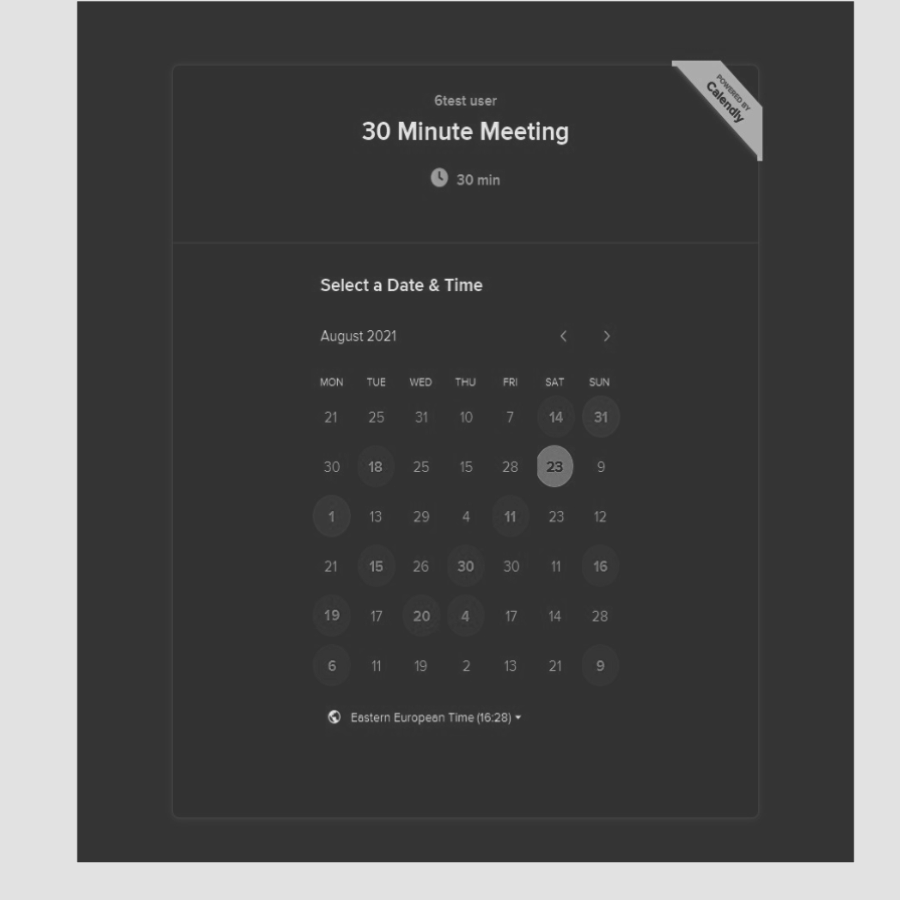 POWERED BY
Calendly
6test user
30 Minute Meeting
30 min
Select a Date & Time
August 2021
MON TUE WED THU FRI SAT SUN
21 25 31 10 7 14 31
30 18 25 15 28 23 9
1 13 29 4 11 23 12
21 15 26 30 30 11 16
19 17 20 4 17 14 28
6 11 19 2 13 21 9
Eastern European Time (16:28)